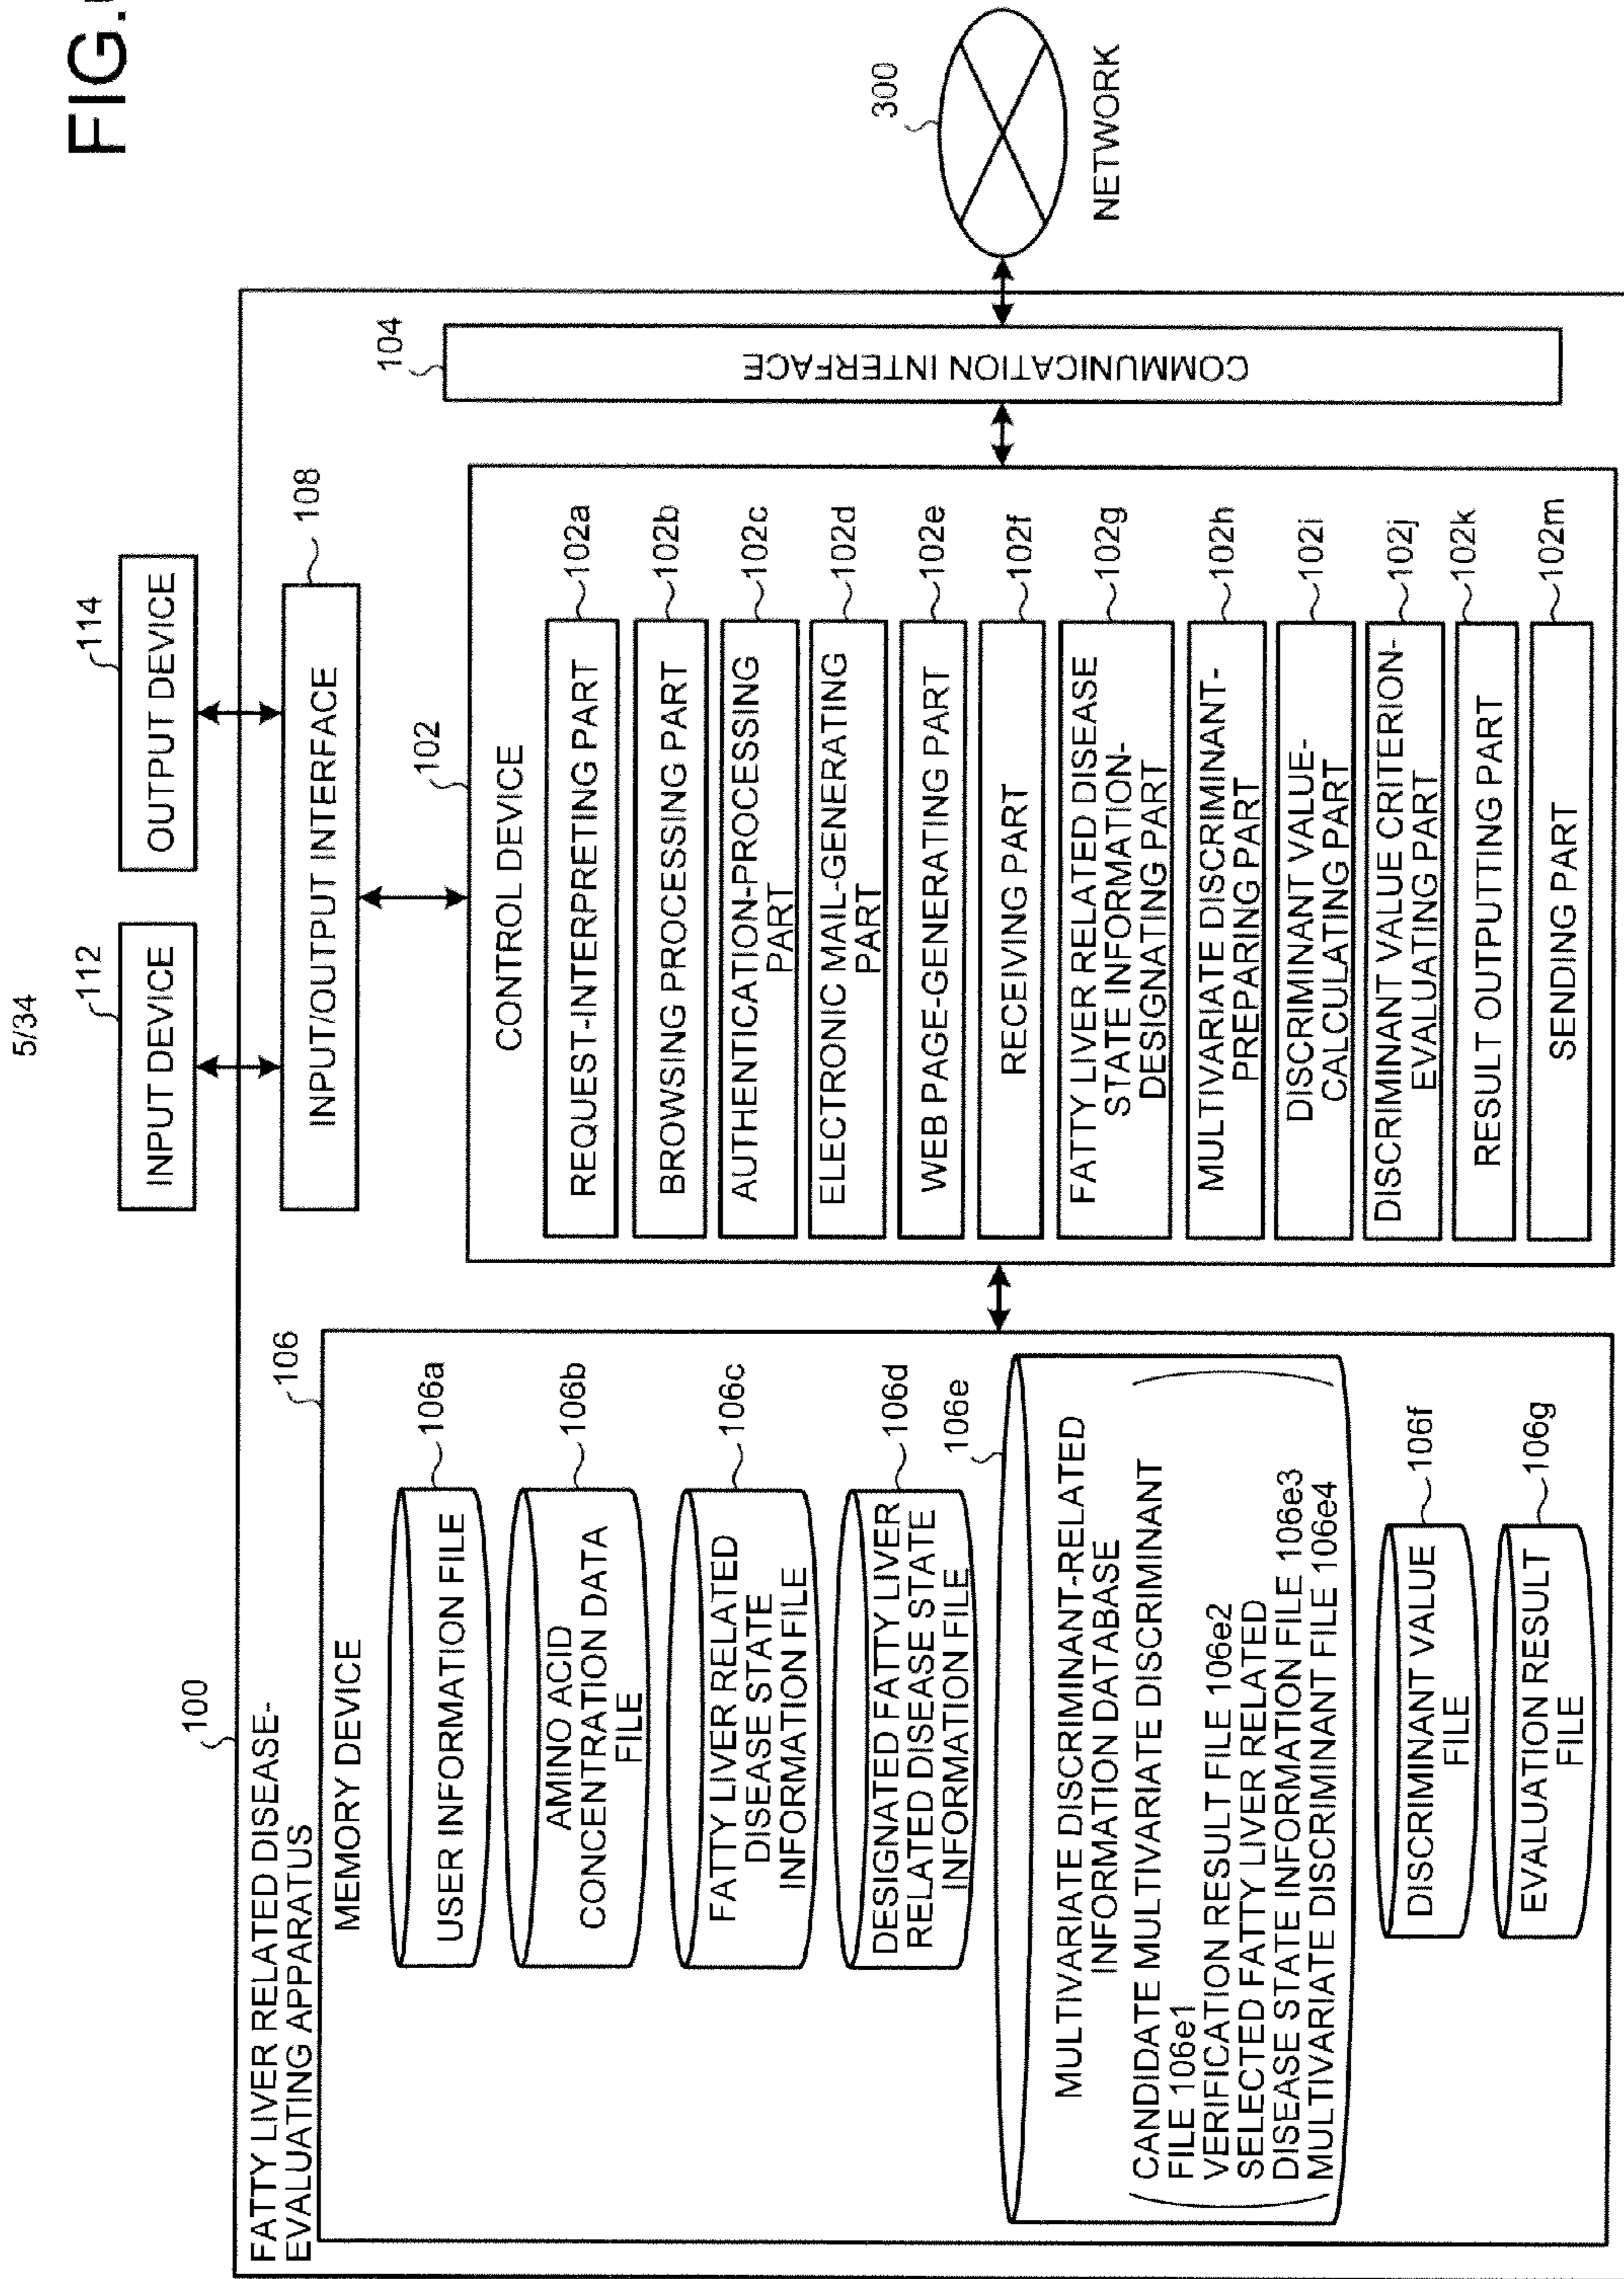 5/34
FIG.
100
FATTY LIVER RELATED DISEASE-
EVALUATING APPARATUS
112
INPUT DEVICE
114
OUTPUT DEVICE
INPUT/OUTPUT INTERFACE
108
106
MEMORY DEVICE
USER INFORMATION FILE
106a
AMINO ACID
CONCENTRATION DATA
FILE
106b
FATTY LIVER RELATED
DISEASE STATE
INFORMATION FILE
106c
DESIGNATED FATTY LIVER
RELATED DISEASE STATE
INFORMATION FILE
106d
106e
MULTIVARIATE DISCRIMINANT-RELATED
INFORMATION DATABASE
CANDIDATE MULTIVARIATE DISCRIMINANT
FILE 106e1
VERIFICATION RESULT FILE 106e2
SELECTED FATTY LIVER RELATED
DISEASE STATE INFORMATION FILE 106e3
MULTIVARIATE DISCRIMINANT FILE 106e4
DISCRIMINANT VALUE
FILE
106f
EVALUATION RESULT
FILE
106g
102
CONTROL DEVICE
REQUEST-INTERPRETING PART
102a
BROWSING PROCESSING PART
102b
AUTHENTICATION-PROCESSING
PART
102c
ELECTRONIC MAIL-GENERATING
PART
102d
WEB PAGE-GENERATING PART
102e
RECEIVING PART
102f
FATTY LIVER RELATED DISEASE
STATE INFORMATION-
DESIGNATING PART
102g
MULTIVARIATE DISCRIMINANT-
PREPARING PART
102h
DISCRIMINANT VALUE-
CALCULATING PART
102i
DISCRIMINANT VALUE CRITERION-
EVALUATING PART
102j
RESULT OUTPUTTING PART
102k
SENDING PART
102m
104
COMMUNICATION INTERFACE
300
NETWORK